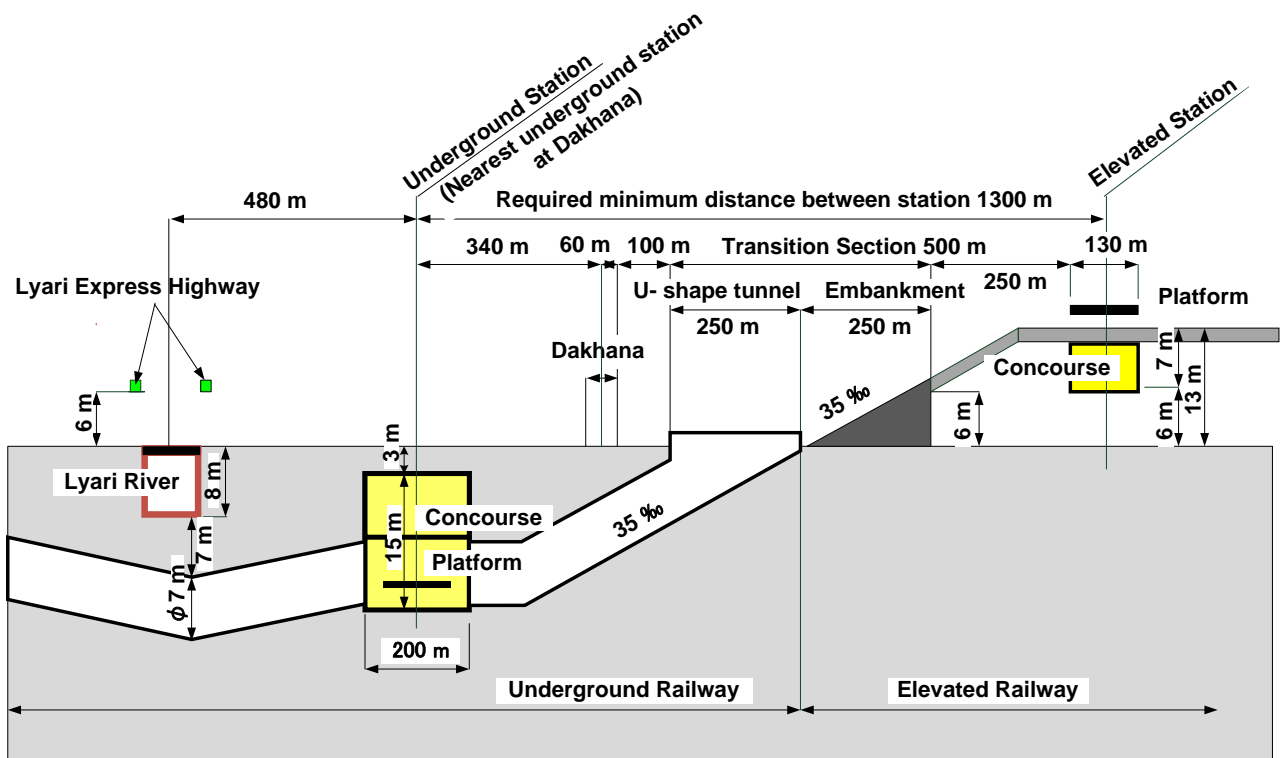 Underground Station
(Nearest underground station
at Dakhana)
Elevated Station
480 m
Required minimum distance between station 1300 m
340 m
60 m
100 m
Transition Section 500 m
130 m
250 m
Lyari Express Highway
U- shape tunnel
Embankment
Platform
250 m
250 m
Dakhana
Concourse
7 m
13 m
35 ‰
6 m
6 m
6 m
3 m
Lyari River
8 m
Concourse
15 m
35 ‰
7 m
Platform
ϕ 7 m
200 m
Underground Railway
Elevated Railway